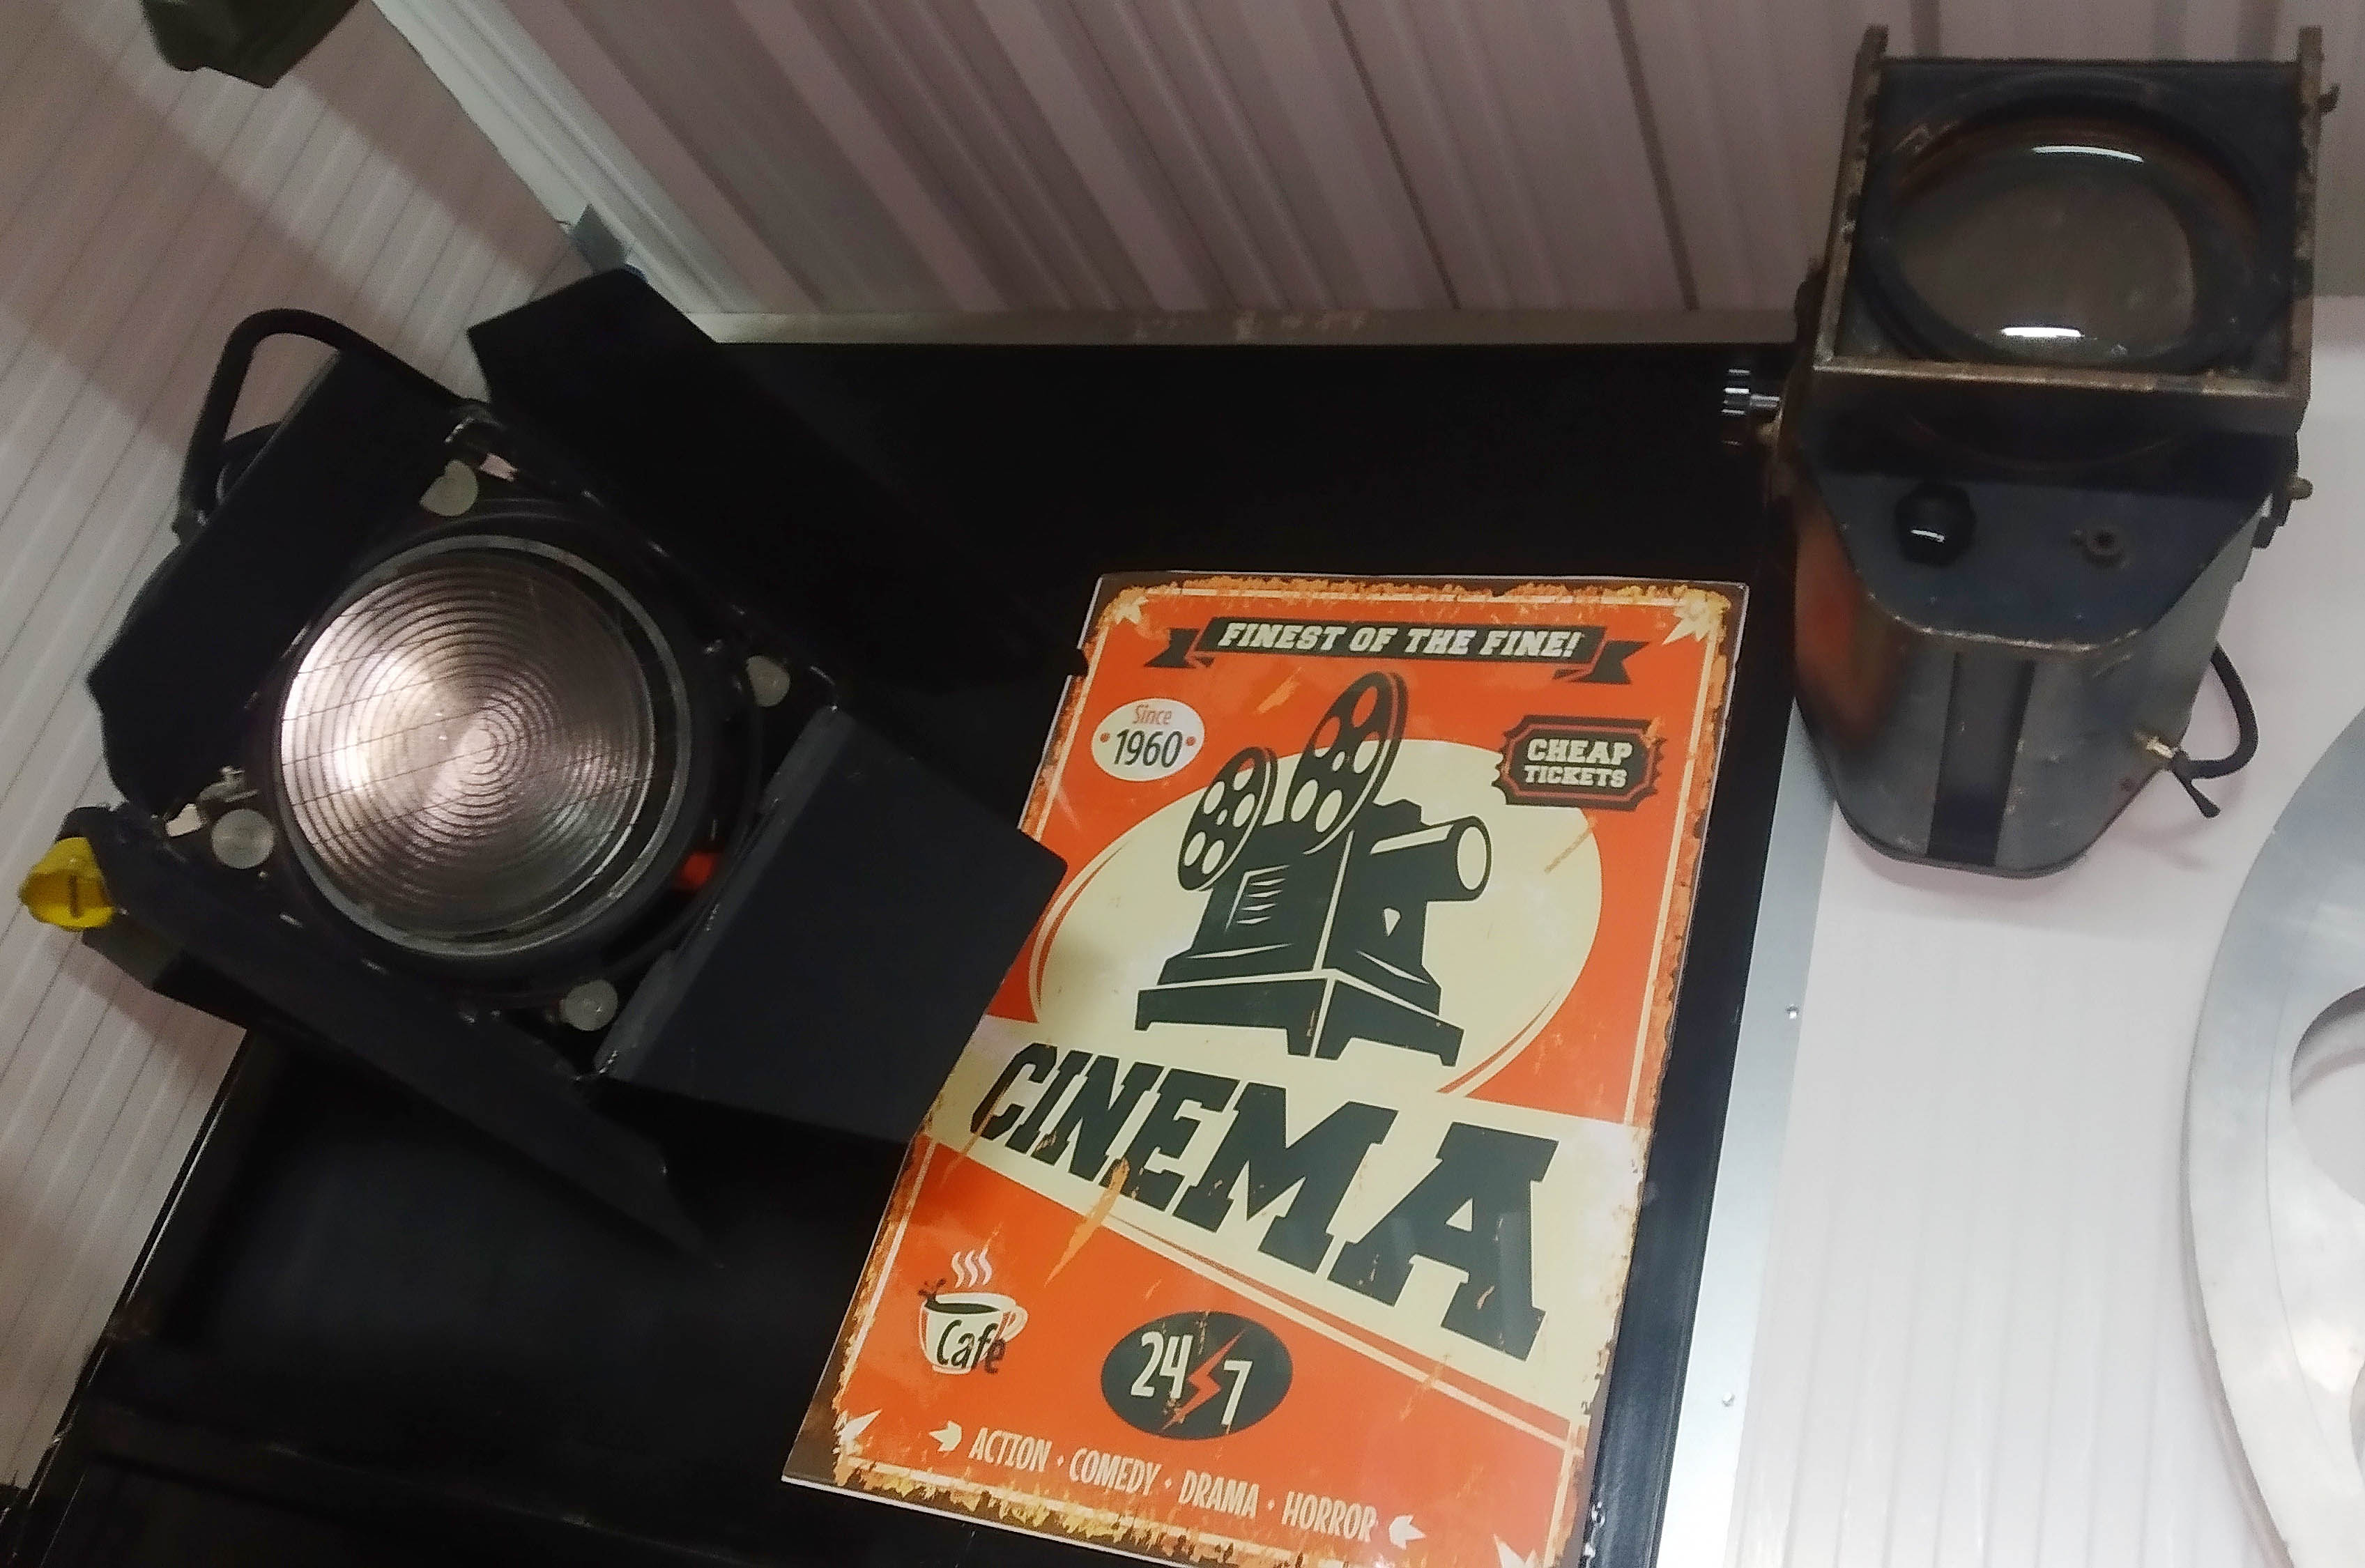 FINEST OF THE FINE!
Since
1960
CHEAP
TICKETS
CINEMA
Cafe
24 7
ACTION · COMEDY · DRAMA · HORROR